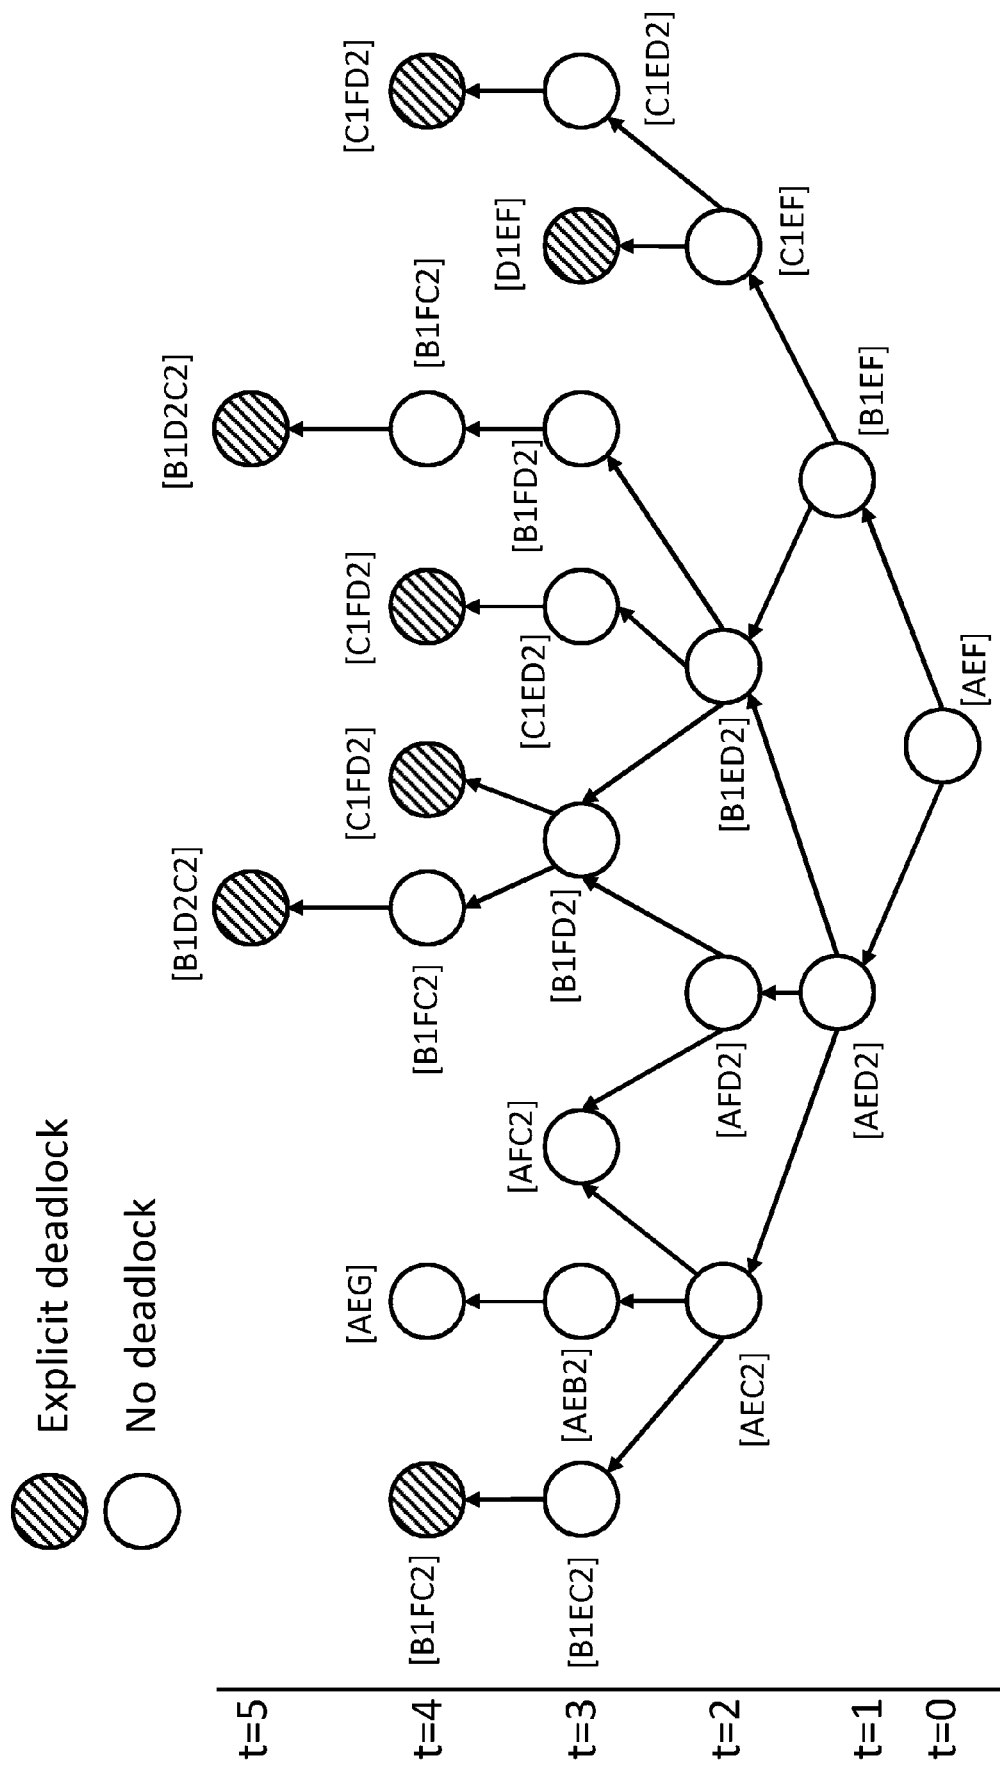 Explicit deadlock
No deadlock
t=5
[B1D2C2]
[B1D2C2]
t=4
[B1FC2]
[AEG]
[B1FC2]
[C1FD2]
[C1FD2]
[B1FC2]
[C1FD2]
t=3
[B1EC2]
[AEB2]
[AFC2]
[B1FD2]
[C1ED2]
[B1FD2]
[D1EF]
[C1ED2]
t=2
[AEC2]
[AFD2]
[B1ED2]
[C1EF]
t=1
[AED2]
[B1EF]
t=0
[AEF]